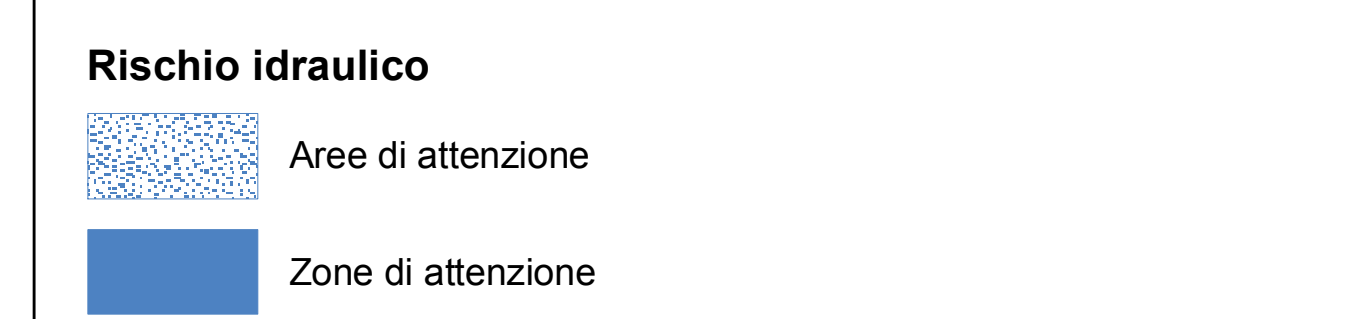 Rischio idraulico
Aree di attenzione
Zone di attenzione